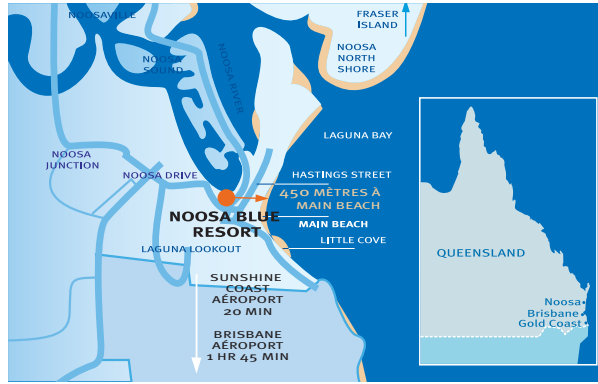 NOOSAVILLE
FRASER
ISLAND
NOOSA
NORTH
SHORE
NOOSA
SOUND
NOOSA RIVER
LAGUNA BAY
NOOSA
JUNCTION
NOOSA DRIVE
HASTINGS STREET
450 MÈTRES À
MAIN BEACH
NOOSA BLUE
RESORT
MAIN BEACH
LITTLE COVE
LAGUNA LOOKOUT
SUNSHINE
COAST
AÉROPORT
20 MIN
BRISBANE
AÉROPORT
1 HR 45 MIN
QUEENSLAND
Noosa
Brisbane
Gold Coast